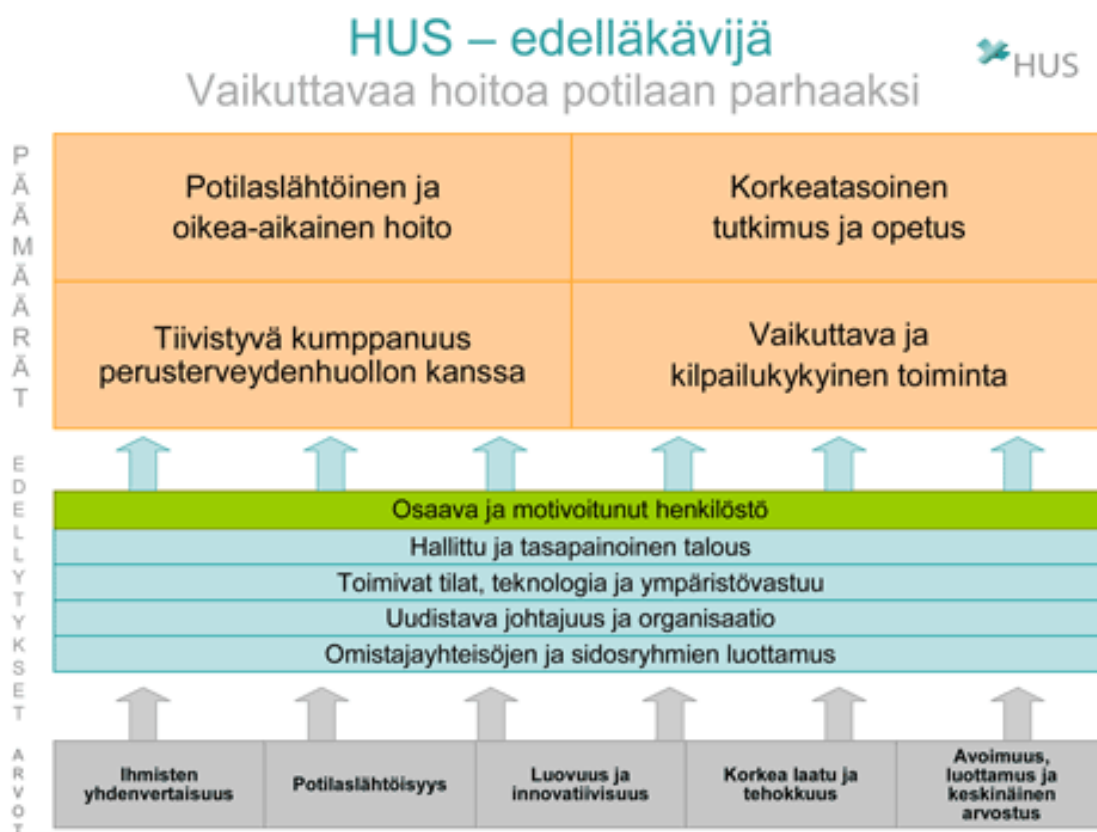 HUS – edelläkävijä
Vaikuttavaa hoitoa potilaan parhaaksi
HUS
PÄÄMÄÄRÄT
Potilaslähtöinen ja
oikea-aikainen hoito
Korkeatasoinen
tutkimus ja opetus
Tiivistyvä kumppanuus
perusterveydenhuollon kanssa
Vaikuttava ja
kilpailukykyinen toiminta
EDELLYTYKSET
Osaava ja motivoitunut henkilöstö
Hallittu ja tasapainoinen talous
Toimivat tilat, teknologia ja ympäristövastuu
Uudistava johtajuus ja organisaatio
Omistajayhteisöjen ja sidosryhmien luottamus
ARVOT
Ihmisten
yhdenvertaisuus
Potilaslähtöisyys
Luovuus ja
innovatiivisuus
Korkea laatu ja
tehokkuus
Avoimuus,
luottamus ja
keskinäinen
arvostus